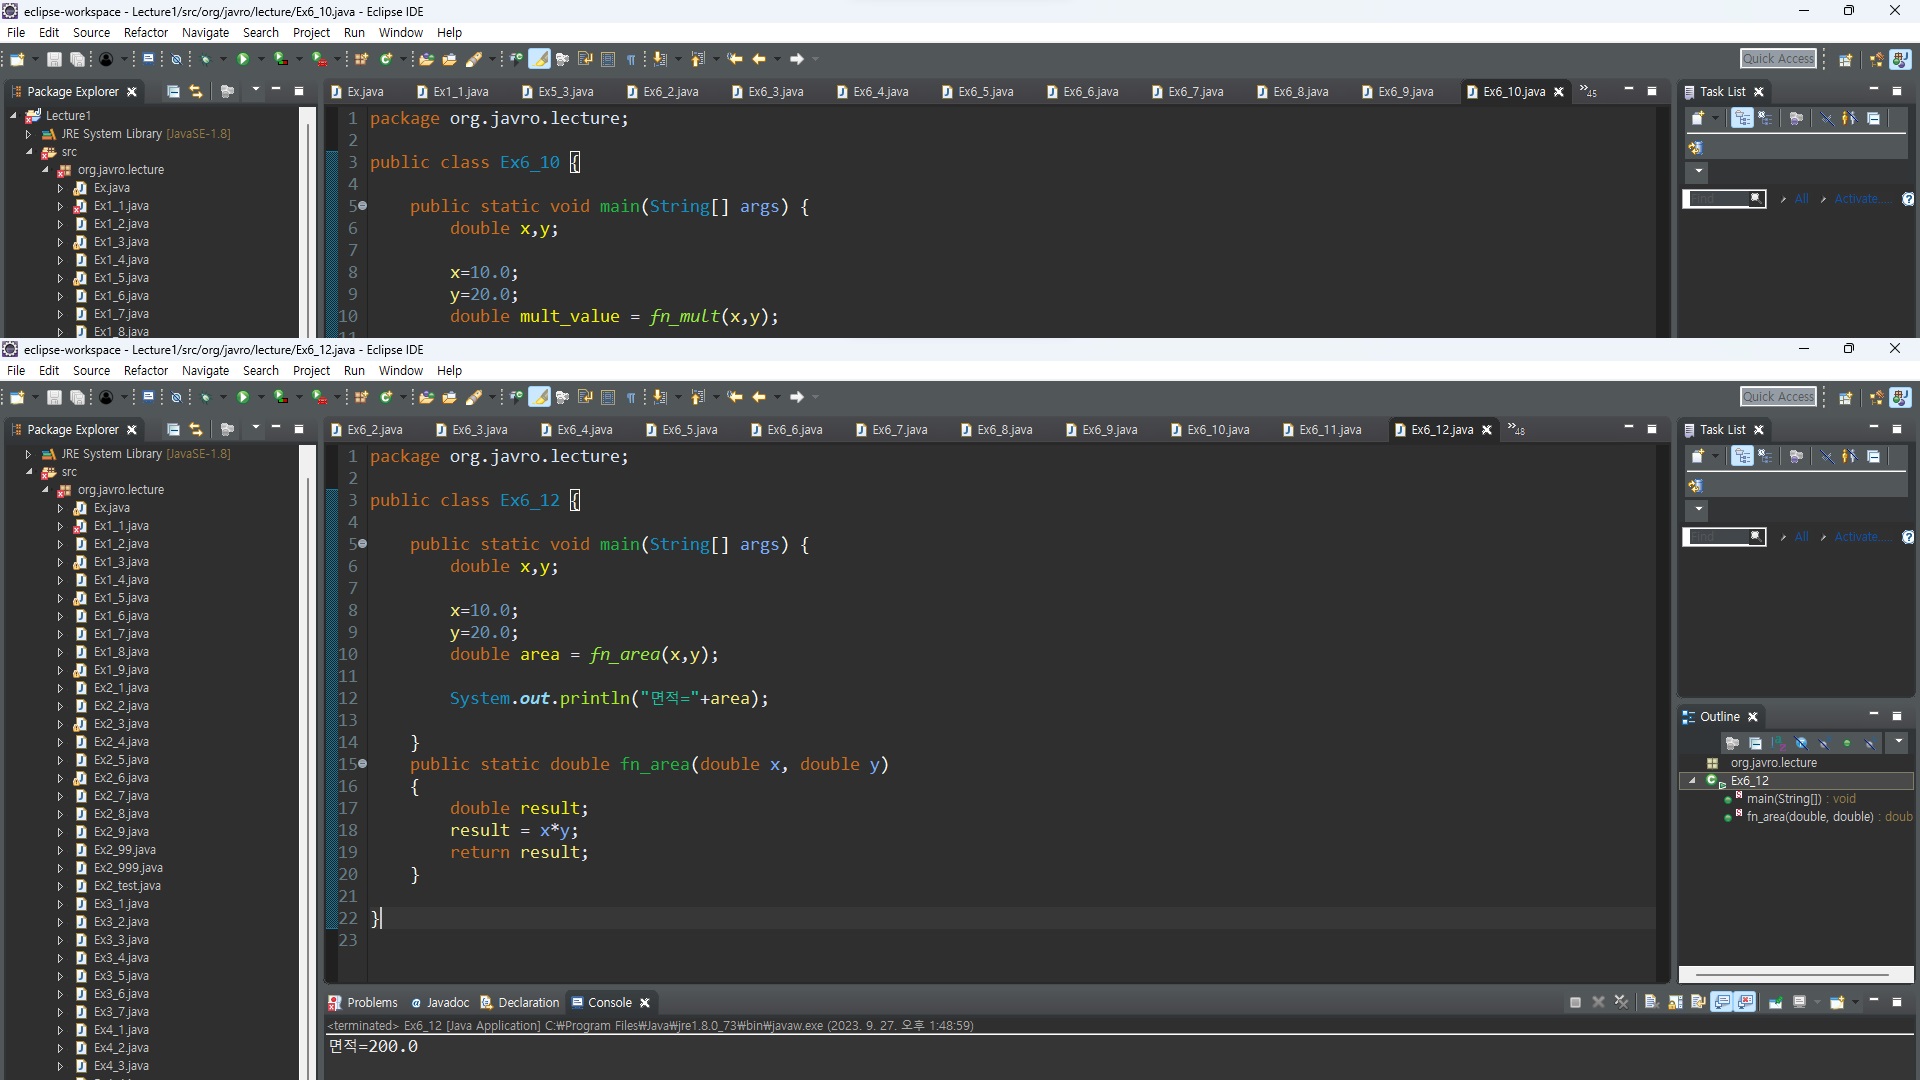 eclipse-workspace - Lecture1/src/org/javro/lecture/Ex6_10.java - Eclipse IDE
File Edit Source Refactor Navigate Search Project Run Window Help
Quick Access
Package Explorer
Ex.java Ex1_1.java Ex5_3.java Ex6_2.java Ex6_3.java Ex6_4.java Ex6_5.java Ex6_6.java Ex6_7.java Ex6_8.java Ex6_9.java Ex6_10.java »45
Task List
Lecture1
JRE System Library [JavaSE-1.8]
src
org.javro.lecture
Ex.java
Ex1_1.java
Ex1_2.java
Ex1_3.java
Ex1_4.java
Ex1_5.java
Ex1_6.java
Ex1_7.java
Ex1_8.java
1 package org.javro.lecture;
2
3 public class Ex6_10 {
4
5 public static void main(String[] args) {
6 double x,y;
7
8 x=10.0;
9 y=20.0;
10 double mult_value = fn_mult(x,y);
11
Find All Activate...
eclipse-workspace - Lecture1/src/org/javro/lecture/Ex6_12.java - Eclipse IDE
File Edit Source Refactor Navigate Search Project Run Window Help
Quick Access
Package Explorer
Ex6_2.java Ex6_3.java Ex6_4.java Ex6_5.java Ex6_6.java Ex6_7.java Ex6_8.java Ex6_9.java Ex6_10.java Ex6_11.java Ex6_12.java »48
Task List
JRE System Library [JavaSE-1.8]
src
org.javro.lecture
Ex.java
Ex1_1.java
Ex1_2.java
Ex1_3.java
Ex1_4.java
Ex1_5.java
Ex1_6.java
Ex1_7.java
Ex1_8.java
Ex1_9.java
Ex2_1.java
Ex2_2.java
Ex2_3.java
Ex2_4.java
Ex2_5.java
Ex2_6.java
Ex2_7.java
Ex2_8.java
Ex2_9.java
Ex2_99.java
Ex2_999.java
Ex2_test.java
Ex3_1.java
Ex3_2.java
Ex3_3.java
Ex3_4.java
Ex3_5.java
Ex3_6.java
Ex3_7.java
Ex4_1.java
Ex4_2.java
Ex4_3.java
1 package org.javro.lecture;
2
3 public class Ex6_12 {
4
5 public static void main(String[] args) {
6 double x,y;
7
8 x=10.0;
9 y=20.0;
10 double area = fn_area(x,y);
11
12 System.out.println("면적="+area);
13
14 }
15 public static double fn_area(double x, double y)
16 {
17 double result;
18 result = x*y;
19 return result;
20 }
21
22 }
23
Find All Activate...
Outline
org.javro.lecture
Ex6_12
main(String[]) : void
fn_area(double, double) : doub
Problems Javadoc Declaration Console
<terminated> Ex6_12 [Java Application] C:₩Program Files₩Java₩jre1.8.0_73₩bin₩javaw.exe (2023. 9. 27. 오후 1:48:59)
면적=200.0